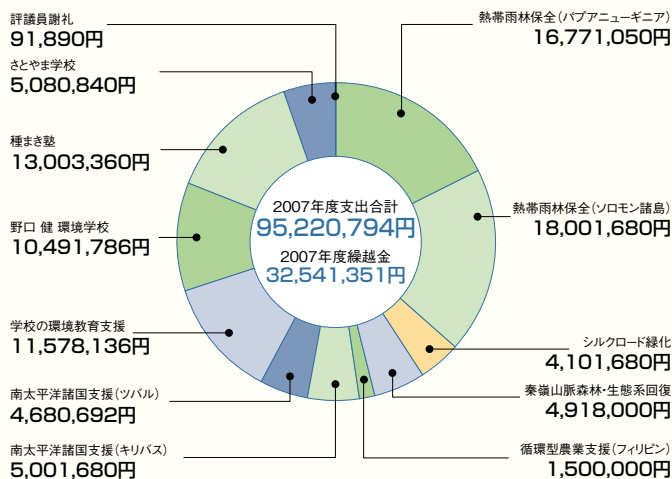 評議員謝礼
91,890円
さとやま学校
5,080,840円
種まき塾
13,003,360円
野口 健 環境学校
10,491,786円
学校の環境教育支援
11,578,136円
南太平洋諸国支援(ツバル)
4,680,692円
南太平洋諸国支援(キリバス)
5,001,680円
2007年度支出合計
95,220,794円
2007年度繰越金
32,541,351円
熱帯雨林保全(パプアニューギニア)
16,771,050円
熱帯雨林保全(ソロモン諸島)
18,001,680円
シルクロード緑化
4,101,680円
秦嶺山脈森林・生態系回復
4,918,000円
循環型農業支援(フィリピン)
1,500,000円